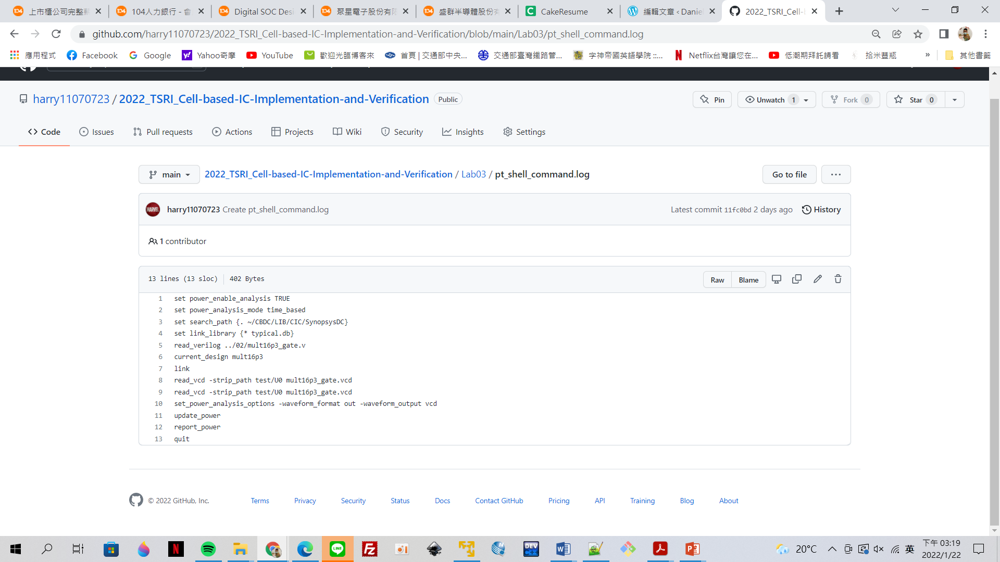 上市櫃公司完整薪
104人力銀行 - 會
Digital SOC Desi
聚星電子股份有限
盛群半導體股份有
CakeResume
編輯文章 ‹ Daniel
2022_TSRI_Cell-b
github.com/harry11070723/2022_TSRI_Cell-based-IC-Implementation-and-Verification/blob/main/Lab03/pt_shell_command.log
應用程式
Facebook
Google
Yahoo奇摩
YouTube
歡迎光臨博客來
首頁 | 交通部中央...
交通部臺灣鐵路管...
字神帝國英語學院 ::...
Netflix台灣讓您在...
低潮期拜託請看
拾米豐瓶
»
其他書籤
harry11070723 / 2022_TSRI_Cell-based-IC-Implementation-and-Verification Public
Pin
Unwatch 1
Fork 0
Star 0
Code
Issues
Pull requests
Actions
Projects
Wiki
Security
Insights
Settings
main
2022_TSRI_Cell-based-IC-Implementation-and-Verification / Lab03 / pt_shell_command.log
Go to file
MARVEL
harry11070723 Create pt_shell_command.log
Latest commit 11fc0bd 2 days ago
History
1 contributor
13 lines (13 sloc) 402 Bytes
Raw
Blame
1 set power_enable_analysis TRUE
2 set power_analysis_mode time_based
3 set search_path {. ~/CBDC/LIB/CIC/SynopsysDC}
4 set link_library {* typical.db}
5 read_verilog ../02/mult16p3_gate.v
6 current_design mult16p3
7 link
8 read_vcd -strip_path test/U0 mult16p3_gate.vcd
9 read_vcd -strip_path test/U0 mult16p3_gate.vcd
10 set_power_analysis_options -waveform_format out -waveform_output vcd
11 update_power
12 report_power
13 quit
© 2022 GitHub, Inc.
Terms
Privacy
Security
Status
Docs
Contact GitHub
Pricing
API
Training
Blog
About
20°C
英
下午 03:19
2022/1/22